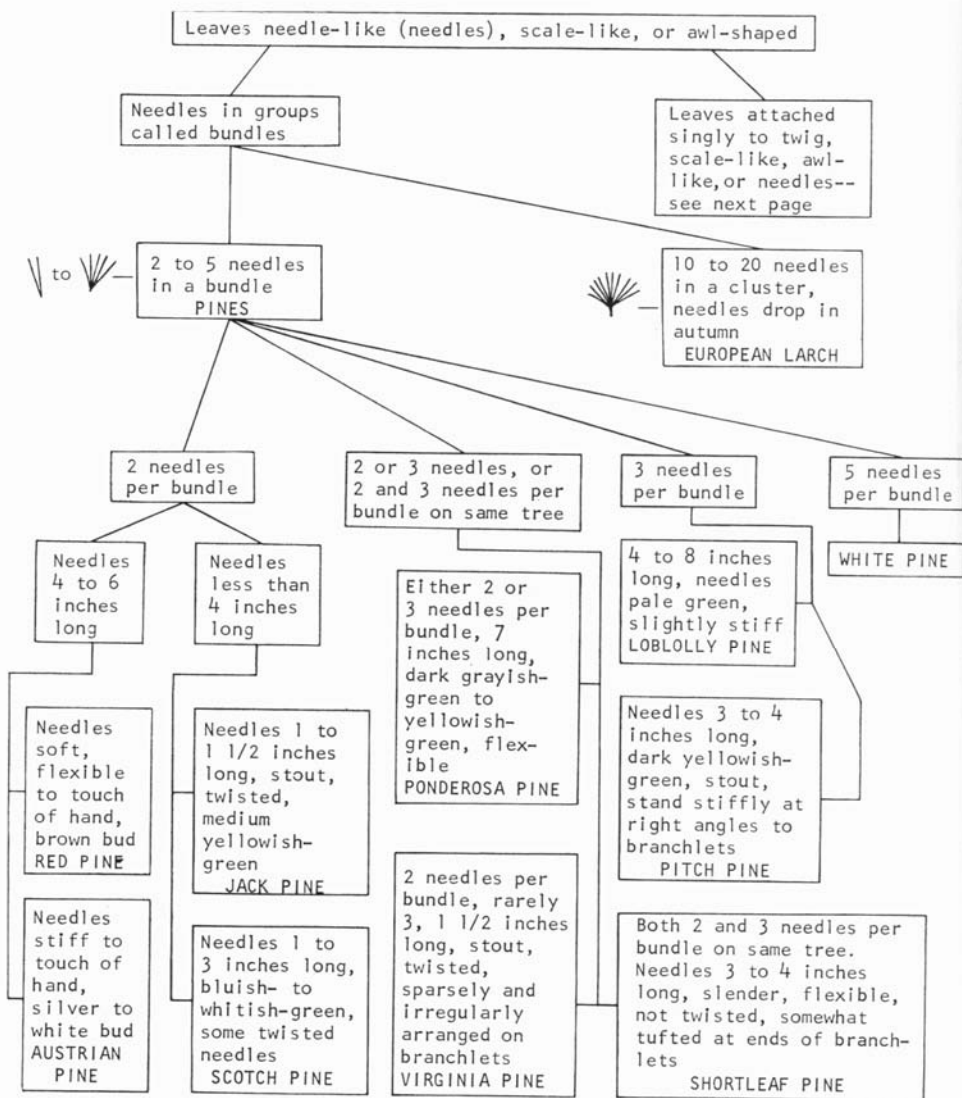 Leaves needle-like (needles), scale-like, or awl-shaped
Needles in groups
called bundles
Leaves attached
singly to twig,
scale-like, awl-
like, or needles--
see next page
to
2 to 5 needles
in a bundle
PINES
10 to 20 needles
in a cluster,
needles drop in
autumn
EUROPEAN LARCH
2 needles
per bundle
2 or 3 needles, or
2 and 3 needles per
bundle on same tree
3 needles
per bundle
5 needles
per bundle
Needles
4 to 6
inches
long
Needles
less than
4 inches
long
Either 2 or
3 needles per
bundle, 7
inches long,
dark grayish-
green to
yellowish-
green, flex-
ible
PONDEROSA PINE
4 to 8 inches
long, needles
pale green,
slightly stiff
LOBLOLLY PINE
WHITE PINE
Needles
soft,
flexible
to touch
of hand,
brown bud
RED PINE
Needles 1 to
1 1/2 inches
long, stout,
twisted,
medium
yellowish-
green
JACK PINE
Needles 3 to 4
inches long,
dark yellowish-
green, stout,
stand stiffly at
right angles to
branchlets
PITCH PINE
Needles
stiff to
touch of
hand,
silver to
white bud
AUSTRIAN
PINE
Needles 1 to
3 inches long,
bluish- to
whitish-green,
some twisted
needles
SCOTCH PINE
2 needles per
bundle, rarely
3, 1 1/2 inches
long, stout,
twisted,
sparsely and
irregularly
arranged on
branchlets
VIRGINIA PINE
Both 2 and 3 needles per
bundle on same tree.
Needles 3 to 4 inches
long, slender, flexible,
not twisted, somewhat
tufted at ends of branch-
lets
SHORTLEAF PINE